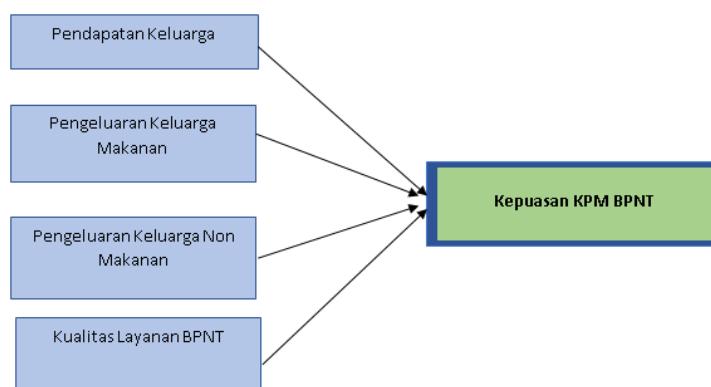 Pendapatan Keluarga
Pengeluaran Keluarga
Makanan
Kepuasan KPM BPNT
Pengeluaran Keluarga Non
Makanan
Kualitas Layanan BPNT